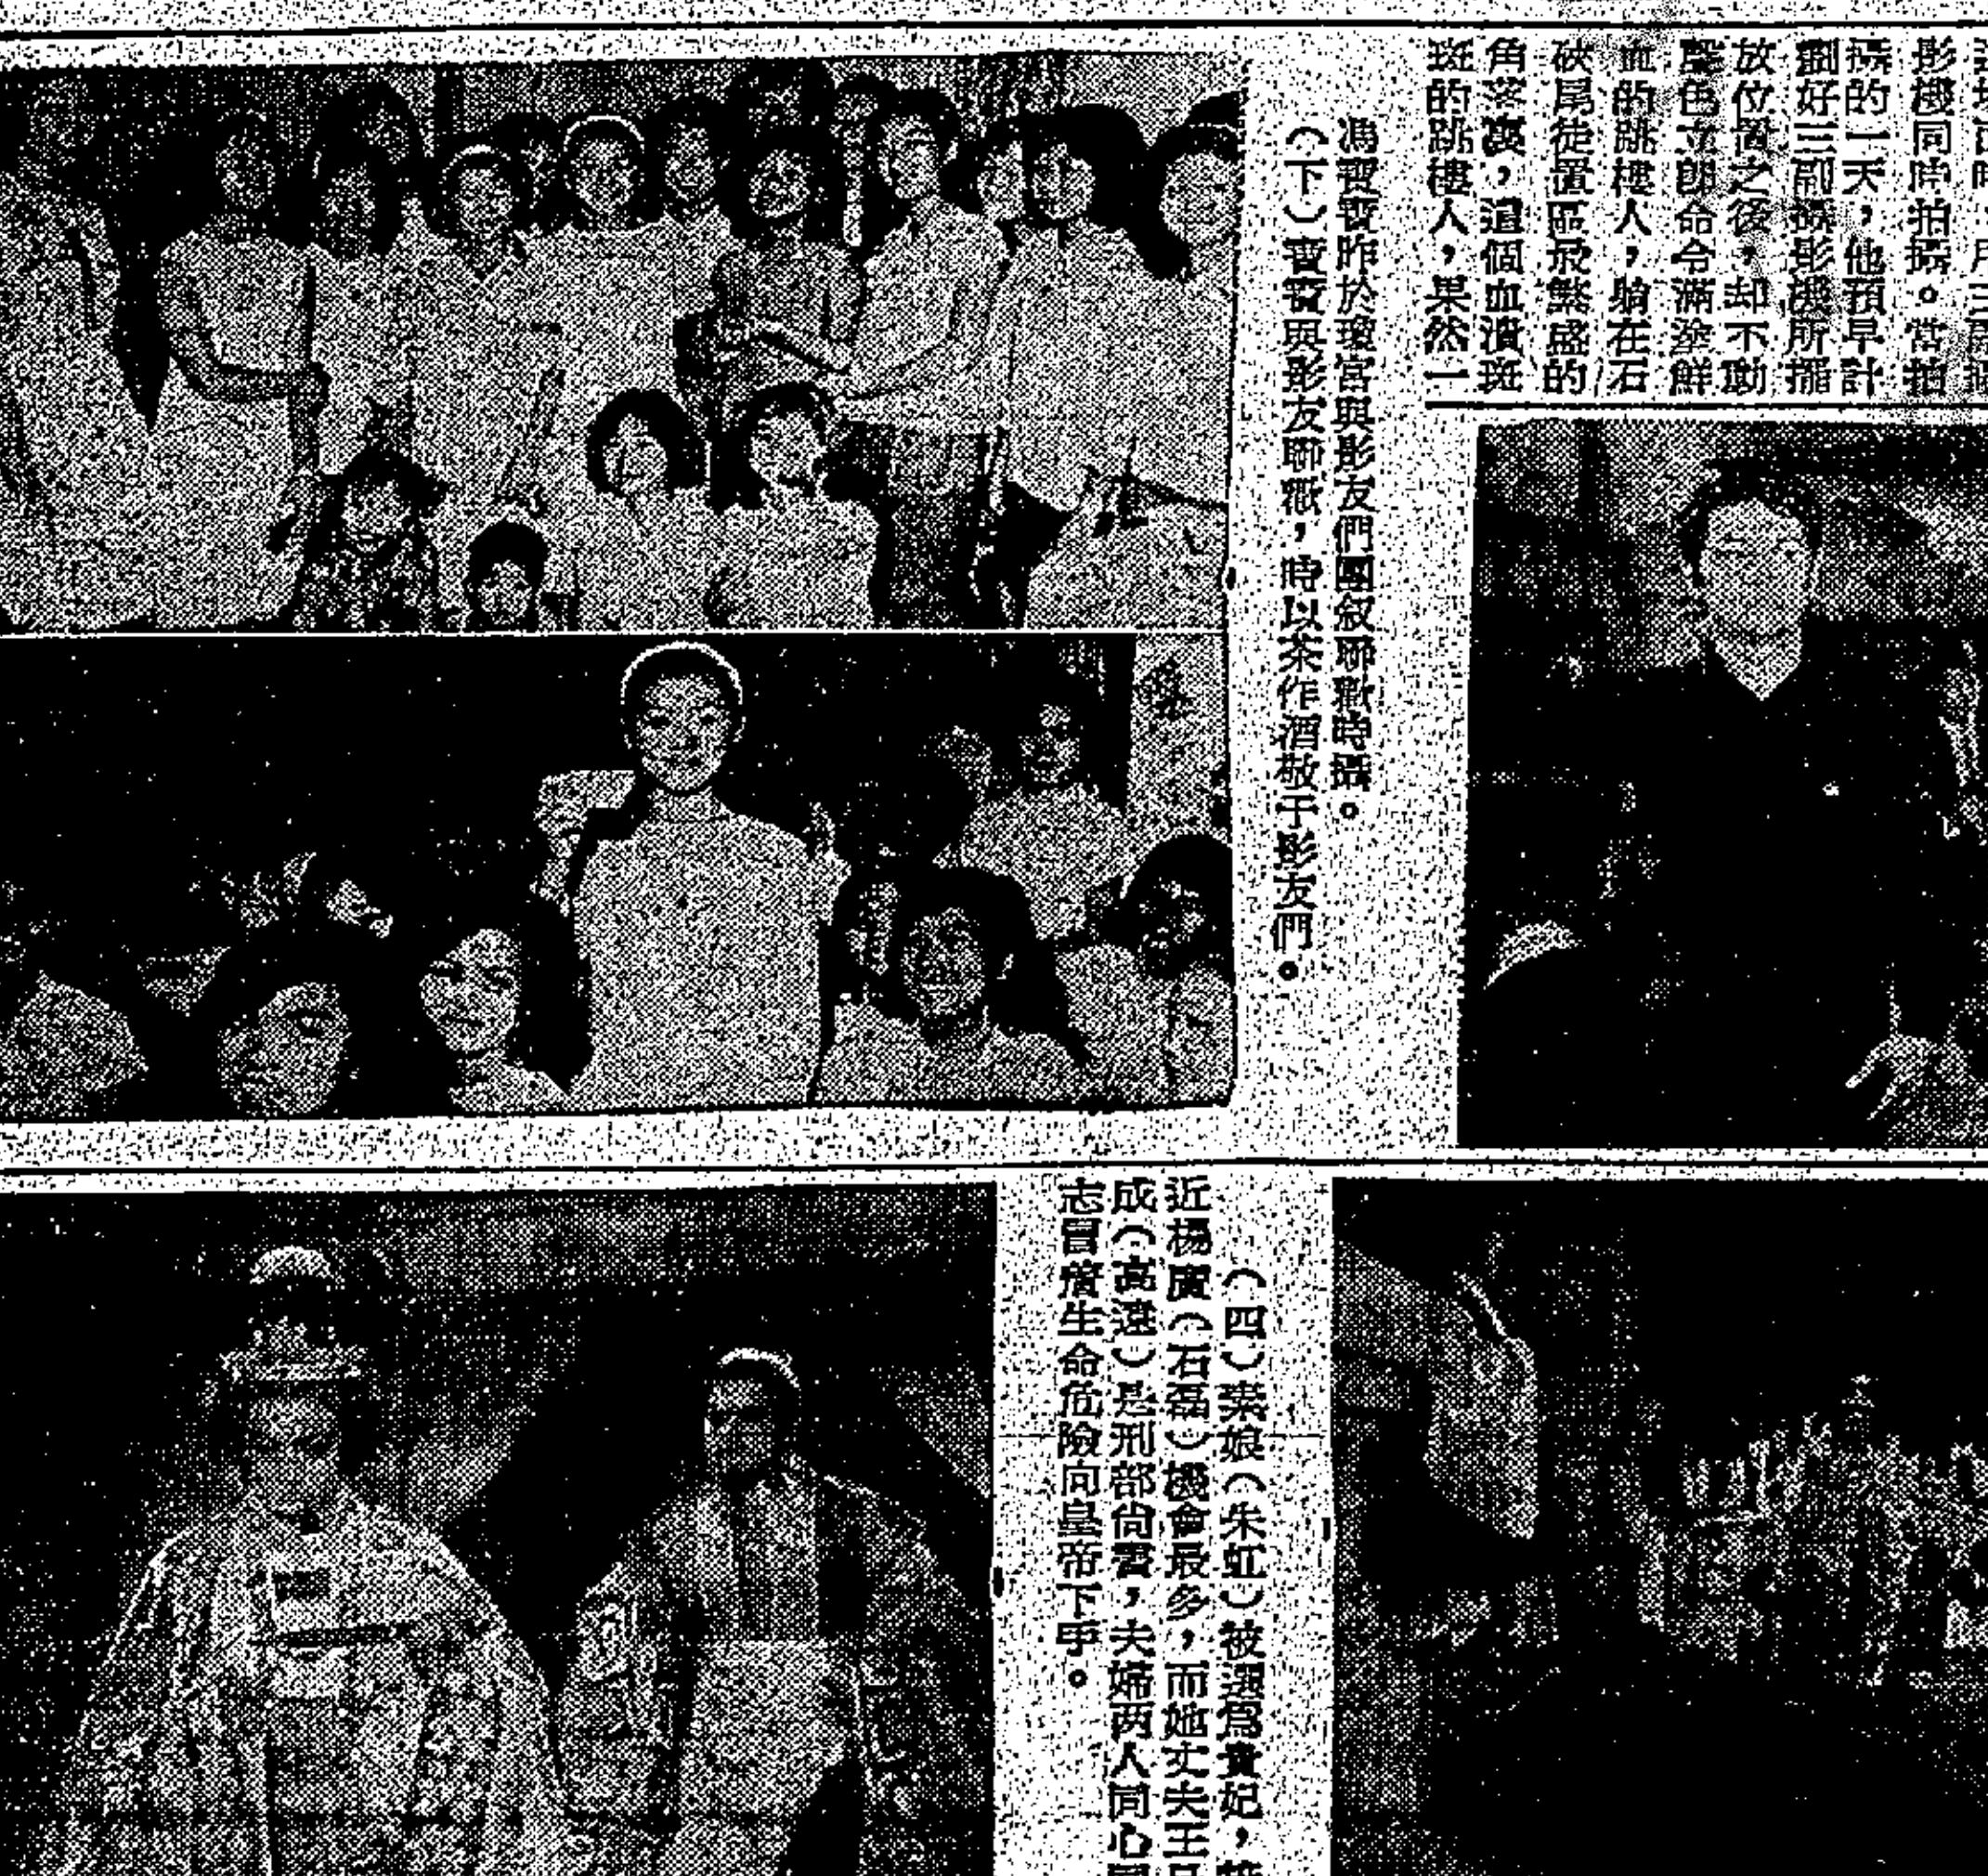 影機同時拍攝。當拍
攝的一天，他預早計
劃好三副攝影機所擺
放位置之後，却不動
聲色立即命令滿塗鮮
血的跳樓人，躺在石
硤尾徙置區最繁盛的
角落裏，這個血漬斑
斑的跳樓人，果然一
馮寶寶昨於瓊宮與影友們團叙聊歡時攝。
（下）寶寶與影友聊歡，時以茶作酒敬于影友們。
（四）素娘（朱虹）被選爲貴妃，
近楊廣（石磊）機會最多，而她丈夫王
成（高遠）是刑部尙書，夫婦两人同心
志冒着生命危險向皇帝下手。